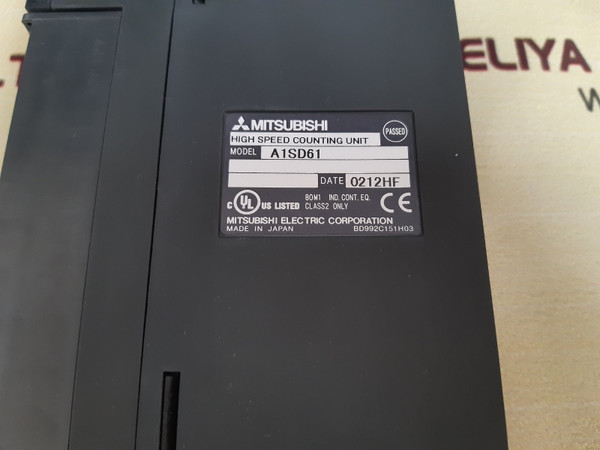 ELIYA
MITSUBISHI
PASSED
HIGH SPEED COUNTING UNIT
MODEL A1SD61
DATE 0212HF
C UL US LISTED 80M1 IND. CONT. EQ. CLASS2 ONLY CE
MITSUBISHI ELECTRIC CORPORATION
MADE IN JAPAN BD992C151H03